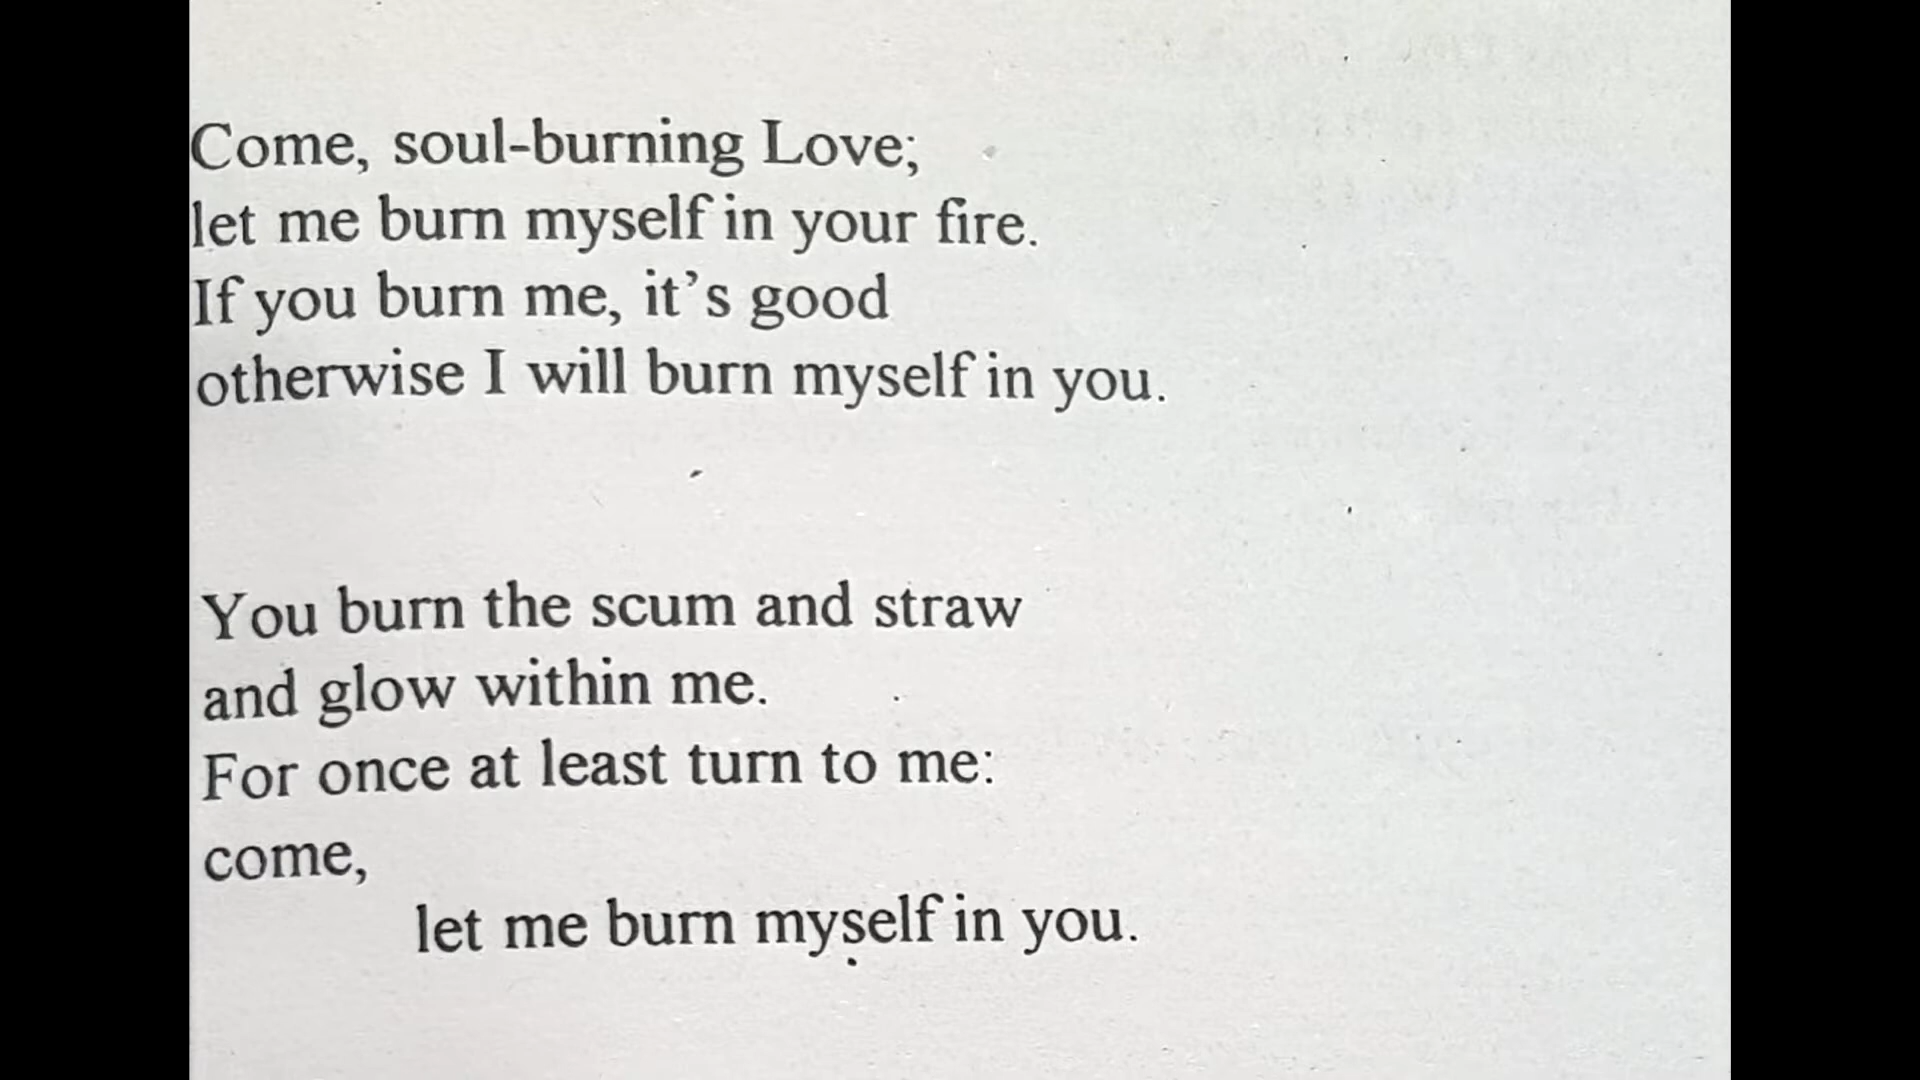 Come, soul-burning Love;
let me burn myself in your fire.
If you burn me, it’s good
otherwise I will burn myself in you.
You burn the scum and straw
and glow within me.
For once at least turn to me:
come,
let me burn myself in you.